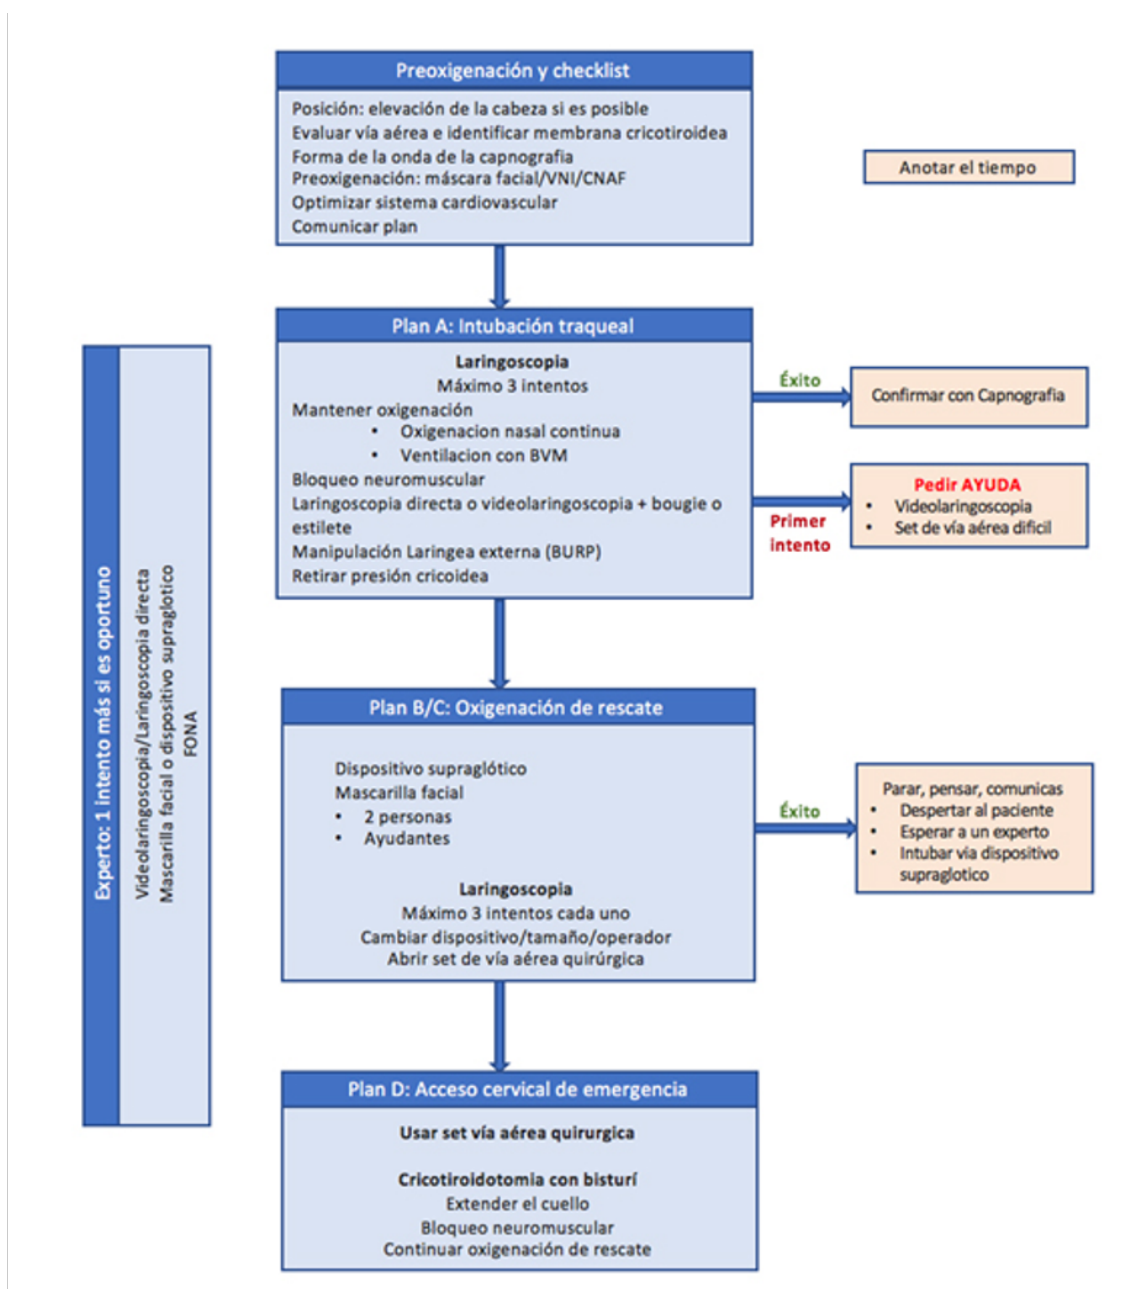 Preoxigenación y checklist
Posición: elevación de la cabeza si es posible
Evaluar vía aérea e identificar membrana cricotiroidea
Forma de la onda de la capnografia
Preoxigenación: máscara facial/VNI/CNAF
Optimizar sistema cardiovascular
Comunicar plan
Anotar el tiempo
Plan A: Intubación traqueal
Laringoscopia
Máximo 3 intentos
Mantener oxigenación
• Oxigenacion nasal continua
• Ventilacion con BVM
Bloqueo neuromuscular
Laringoscopia directa o videolaringoscopia + bougie o
estilete
Manipulación Laringea externa (BURP)
Retirar presión cricoidea
Éxito
Confirmar con Capnografia
Primer
intento
Pedir AYUDA
• Videolaringoscopia
• Set de vía aérea dificil
Experto: 1 intento más si es oportuno
Videolaringoscopia/Laringoscopia directa
Mascarilla facial o dispositivo supraglotico
FONA
Plan B/C: Oxigenación de rescate
Dispositivo supraglótico
Mascarilla facial
• 2 personas
• Ayudantes
Laringoscopia
Máximo 3 intentos cada uno
Cambiar dispositivo/tamaño/operador
Abrir set de vía aérea quirúrgica
Éxito
Parar, pensar, comunicas
• Despertar al paciente
• Esperar a un experto
• Intubar via dispositivo
supraglotico
Plan D: Acceso cervical de emergencia
Usar set vía aérea quirurgica
Cricotiroidotomia con bisturí
Extender el cuello
Bloqueo neuromuscular
Continuar oxigenación de rescate